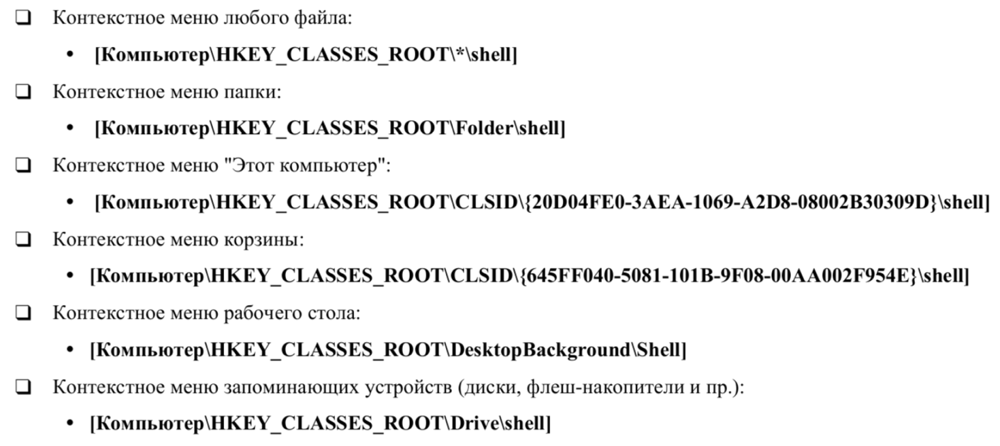 ❑ Контекстное меню любого файла:
• [Компьютер\HKEY_CLASSES_ROOT\*\shell]
❑ Контекстное меню папки:
• [Компьютер\HKEY_CLASSES_ROOT\Folder\shell]
❑ Контекстное меню "Этот компьютер":
• [Компьютер\HKEY_CLASSES_ROOT\CLSID\{20D04FE0-3AEA-1069-A2D8-08002B30309D}\shell]
❑ Контекстное меню корзины:
• [Компьютер\HKEY_CLASSES_ROOT\CLSID\{645FF040-5081-101B-9F08-00AA002F954E}\shell]
❑ Контекстное меню рабочего стола:
• [Компьютер\HKEY_CLASSES_ROOT\DesktopBackground\Shell]
❑ Контекстное меню запоминающих устройств (диски, флеш-накопители и пр.):
• [Компьютер\HKEY_CLASSES_ROOT\Drive\shell]